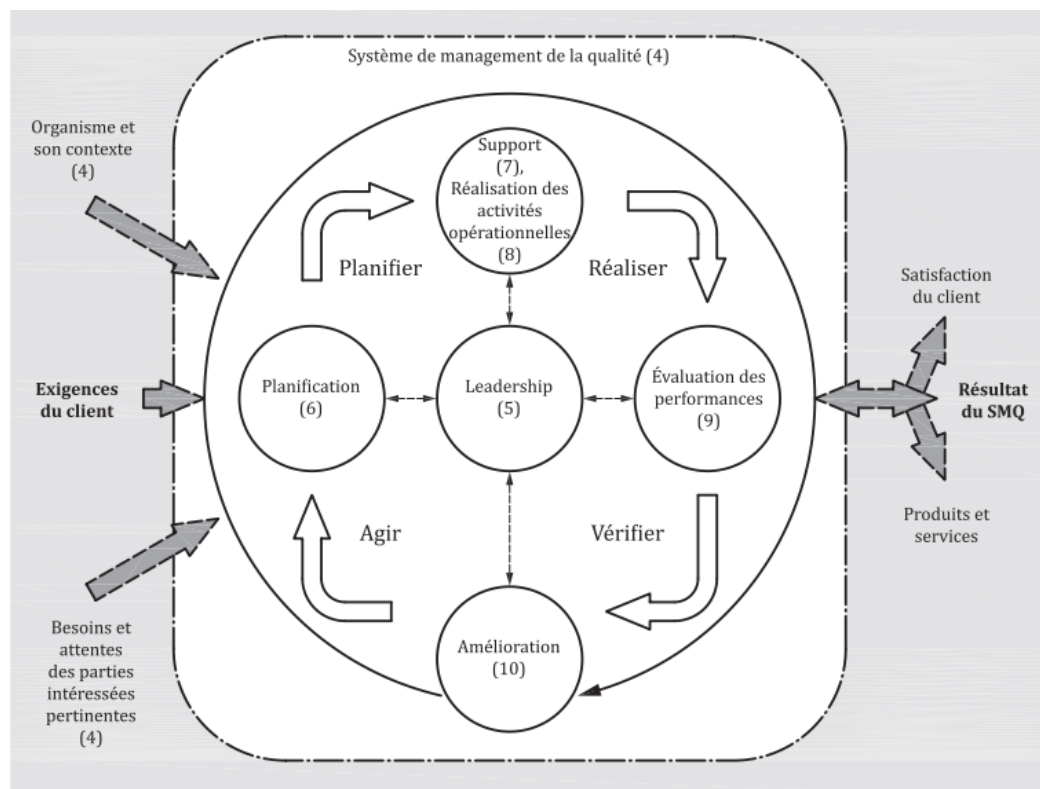 Système de management de la qualité (4)
Organisme et
son contexte
(4)
Support
(7),
Réalisation des
activités
opérationnelles
(8)
Planifier
Réaliser
Satisfaction
du client
Exigences
du client
Planification
(6)
Leadership
(5)
Évaluation des
performances
(9)
Résultat
du SMQ
Agir
Vérifier
Produits et
services
Besoins et
attentes
des parties
intéressées
pertinentes
(4)
Amélioration
(10)